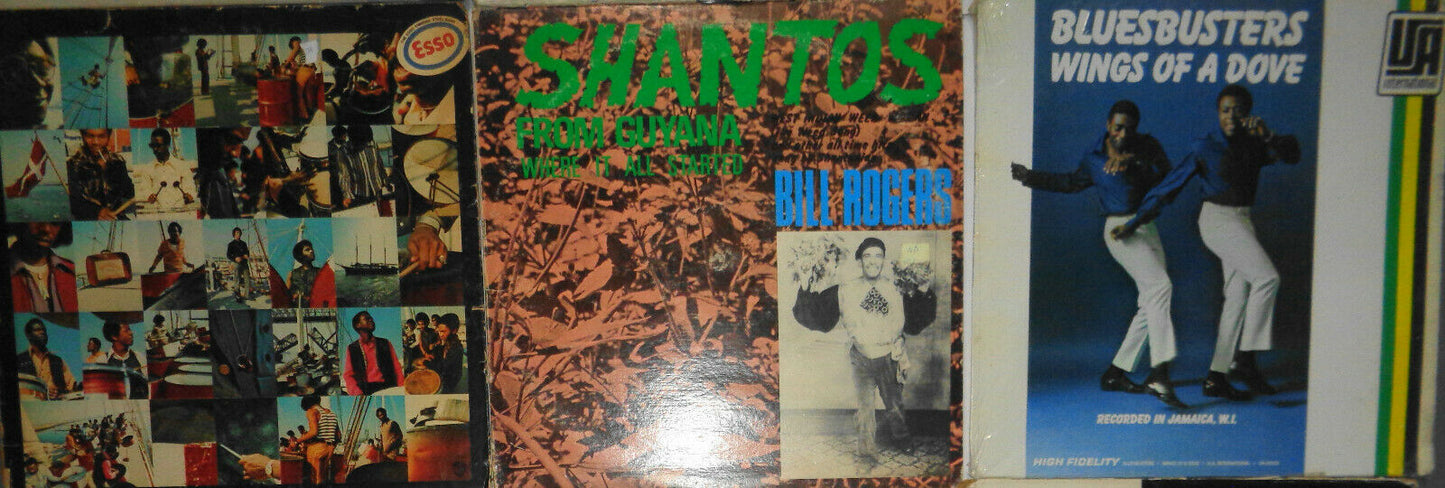 Esso
SHANTOS
FROM GUYANA
WHERE IT ALL STARTED
BILL ROGERS
BLUESBUSTERS
WINGS OF A DOVE
USA
RECORDED IN JAMAICA, W.I.
HIGH FIDELITY